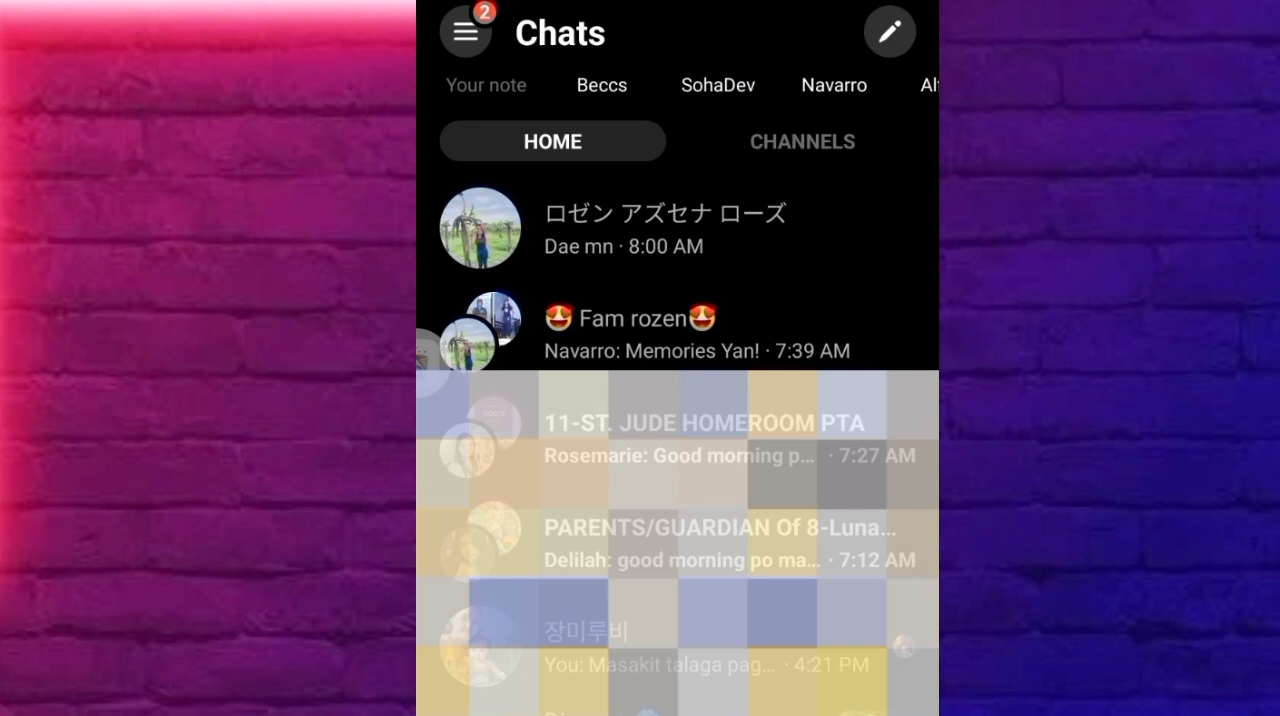 2
Chats
Your note Beccs SohaDev Navarro
HOME CHANNELS
ロゼン アズセナ ローズ
Dae mn · 8:00 AM
😍 Fam rozen😍
Navarro: Memories Yan! · 7:39 AM
11-ST. JUDE HOMEROOM PTA
Rosemarie: Good morning p... · 7:27 AM
PARENTS/GUARDIAN Of 8-Luna...
Delilah: good morning po ma... · 7:12 AM
장미루비
You: Masakit talaga pag... · 4:21 PM